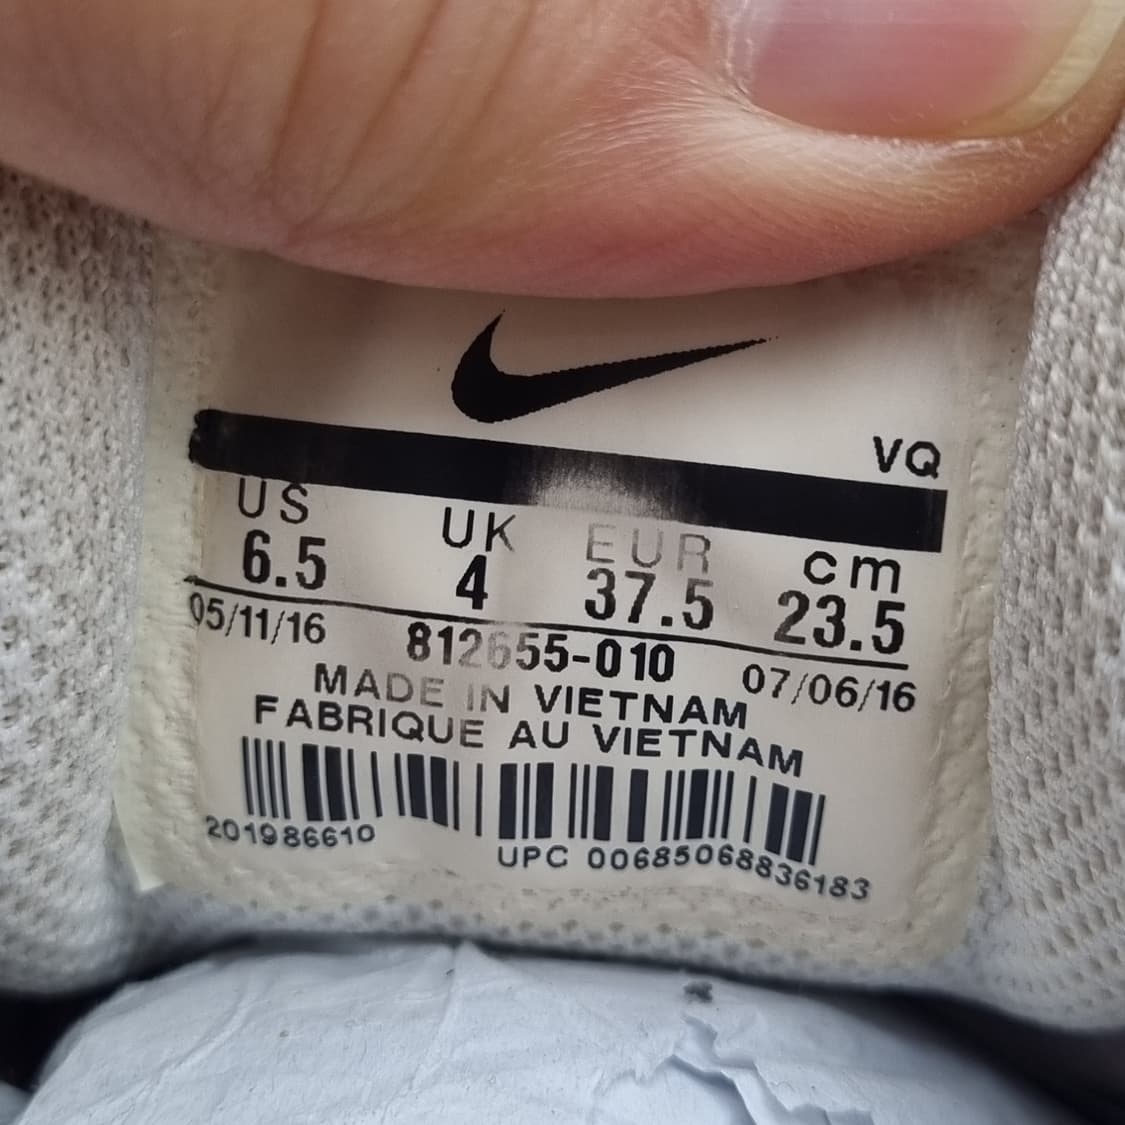 VQ
US UK EUR cm
6.5 4 37.5 23.5
05/11/16 812655-010 07/06/16
MADE IN VIETNAM
FABRIQUE AU VIETNAM
201986610
UPC 00685068836183